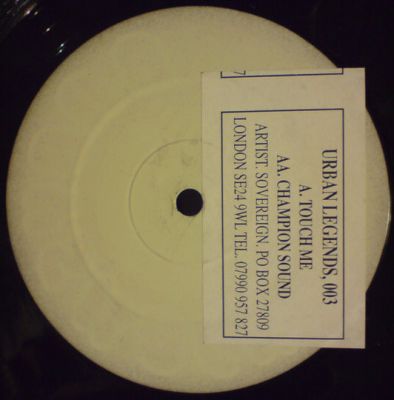 URBAN LEGENDS, 003
A. TOUCH ME
AA. CHAMPION SOUND
ARTIST. SOVEREIGN. PO BOX 27809
LONDON SE24 9WL TEL. 07990 957 827
7